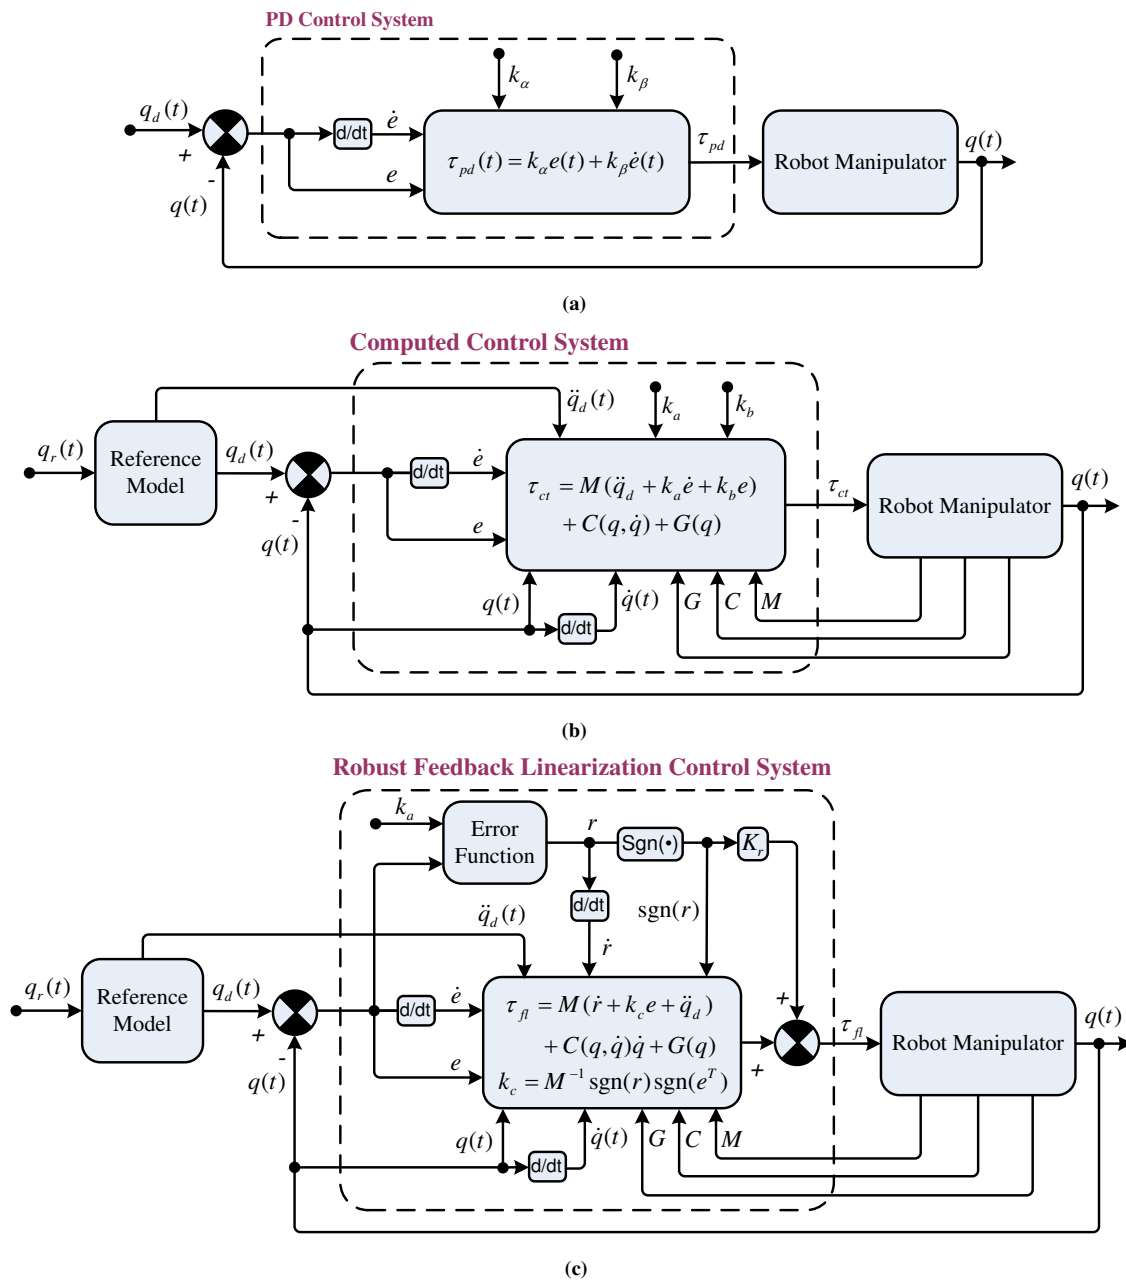 PD Control System
k_α
k_β
q_d(t)
+
-
q(t)
d/dt
ė
e
τ_pd(t) = k_α e(t) + k_β ė(t)
τ_pd
Robot Manipulator
q(t)
(a)
Computed Control System
q_r(t)
Reference
Model
q_d(t)
+
-
q(t)
q̈_d(t)
k_a
k_b
d/dt
ė
e
τ_ct = M(q̈_d + k_a ė + k_b e)
+ C(q, q̇) + G(q)
τ_ct
Robot Manipulator
q(t)
q(t)
d/dt
q̇(t)
G
C
M
(b)
Robust Feedback Linearization Control System
k_a
Error
Function
r
Sgn(•)
K_r
d/dt
ṙ
sgn(r)
q̈_d(t)
q_r(t)
Reference
Model
q_d(t)
+
-
q(t)
d/dt
ė
e
τ_fl = M(ṙ + k_c e + q̈_d)
+ C(q, q̇)q̇ + G(q)
k_c = M⁻¹ sgn(r) sgn(e^T)
+
+
τ_fl
Robot Manipulator
q(t)
q(t)
d/dt
q̇(t)
G
C
M
(c)